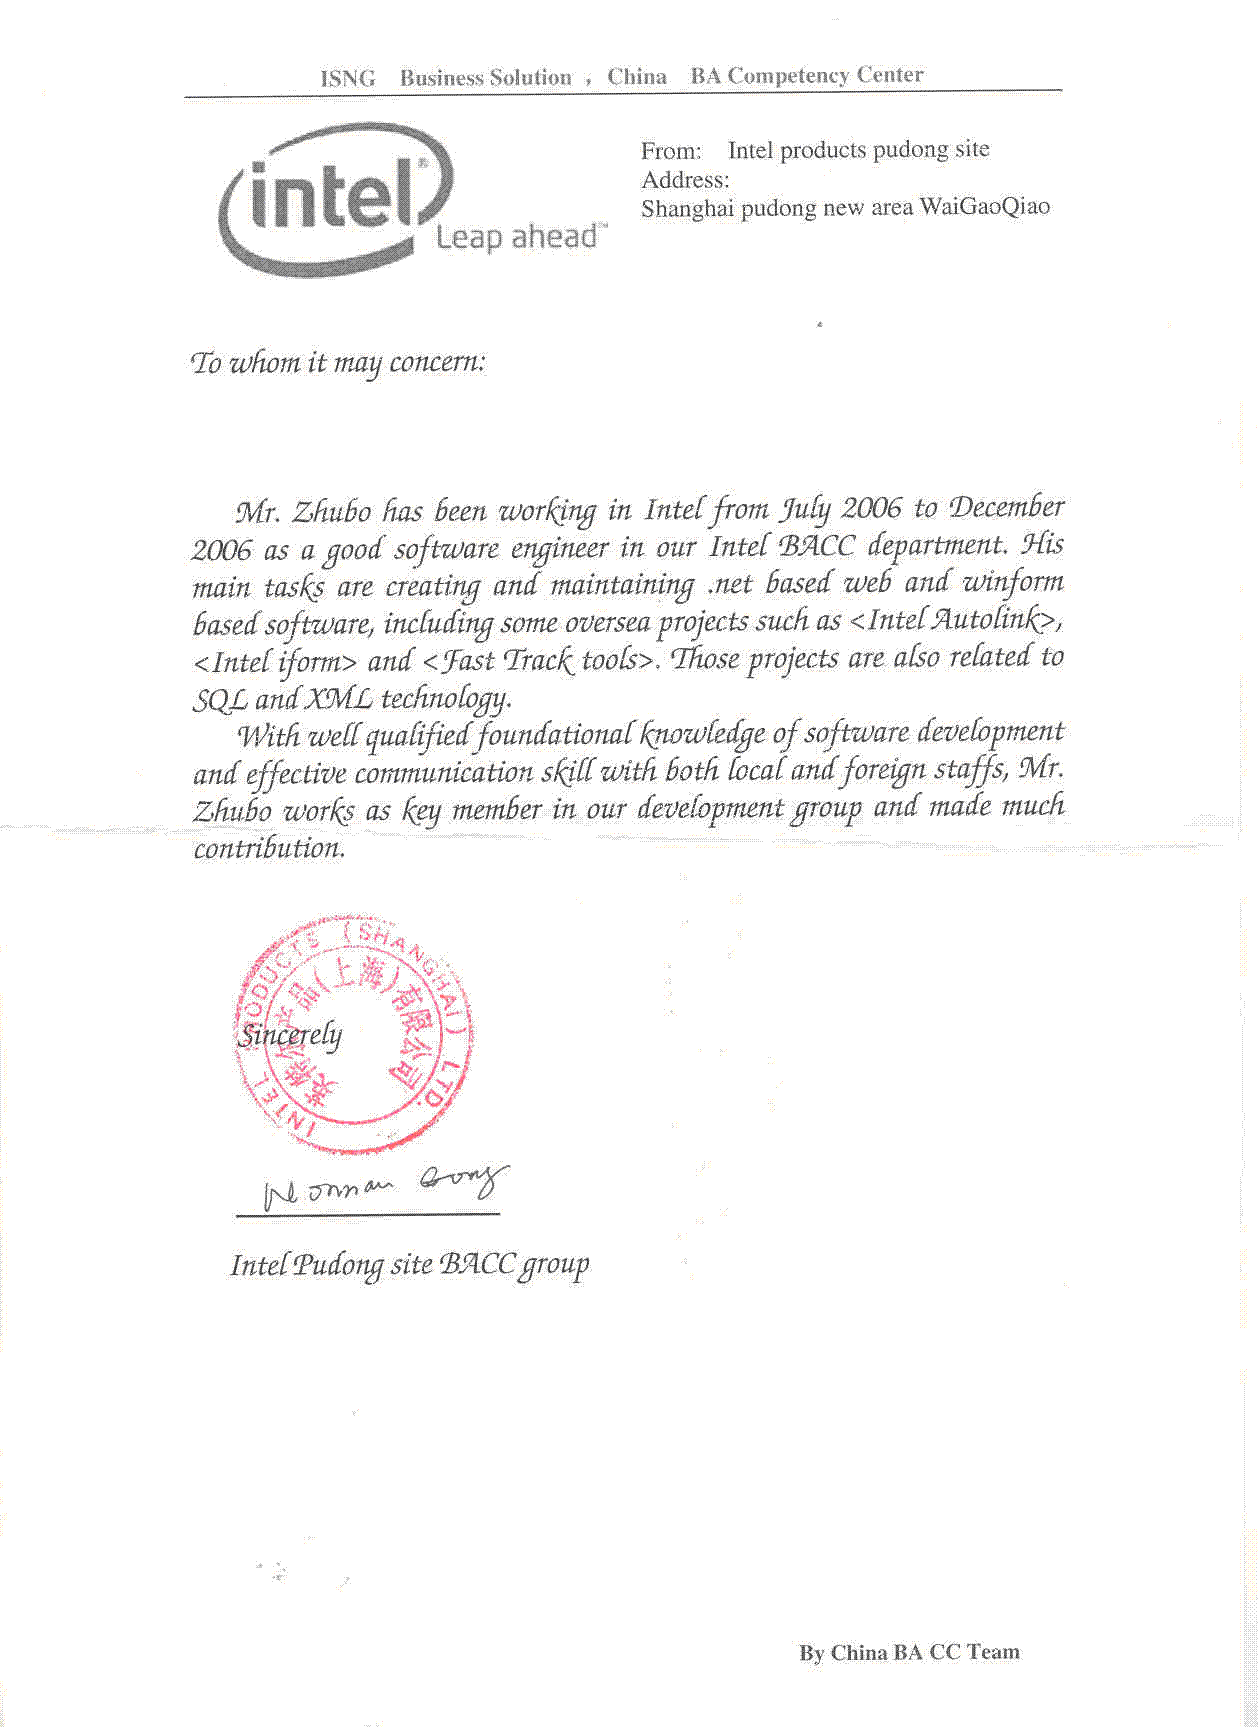 ISNG Business Solution , China BA Competency Center
intel®
Leap ahead™
From: Intel products pudong site
Address:
Shanghai pudong new area WaiGaoQiao
To whom it may concern:
Mr. Zhubo has been working in Intel from July 2006 to December
2006 as a good software engineer in our Intel BACC department. His
main tasks are creating and maintaining .net based web and winform
based software, including some oversea projects such as <Intel Autolink>,
<Intel iform> and <Fast Track tools>. Those projects are also related to
SQL and XML technology.
With well qualified foundational knowledge of software development
and effective communication skill with both local and foreign staffs, Mr.
Zhubo works as key member in our development group and made much
contribution.
INTEL PRODUCTS (SHANGHAI) LTD.
英特尔产品(上海)有限公司
Sincerely
Norman Gong
Intel Pudong site BACC group
By China BA CC Team